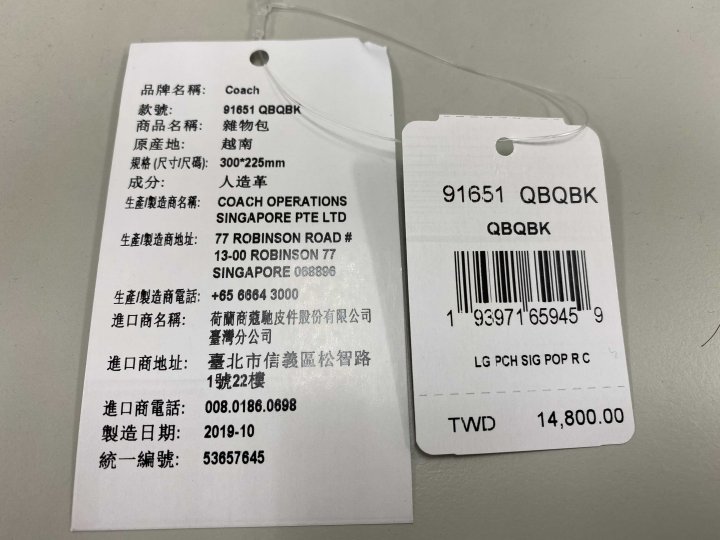 品牌名稱: Coach
款號: 91651 QBQBK
商品名稱: 雜物包
原產地: 越南
規格 (尺寸/尺碼): 300*225mm
成分: 人造革
生產/製造商名稱: COACH OPERATIONS
SINGAPORE PTE LTD
生產/製造商地址: 77 ROBINSON ROAD #
13-00 ROBINSON 77
SINGAPORE 068896
生產/製造商電話: +65 6664 3000
進口商名稱: 荷蘭商蔻馳皮件股份有限公司
臺灣分公司
進口商地址: 臺北市信義區松智路
1號22樓
進口商電話: 008.0186.0698
製造日期: 2019-10
統一編號: 53657645
91651 QBQBK
QBQBK
1 93971 65945 9
LG PCH SIG POP R C
TWD 14,800.00